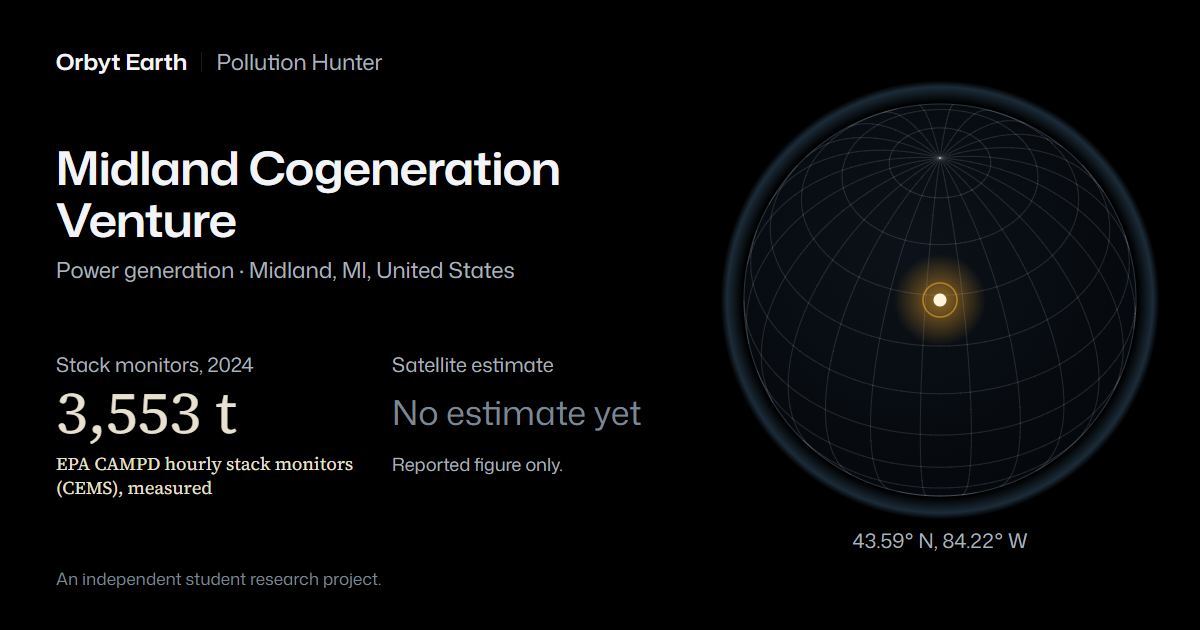 Orbyt Earth | Pollution Hunter
Midland Cogeneration
Venture
Power generation · Midland, MI, United States
Stack monitors, 2024
3,553 t
EPA CAMPD hourly stack monitors
(CEMS), measured
Satellite estimate
No estimate yet
Reported figure only.
43.59° N, 84.22° W
An independent student research project.